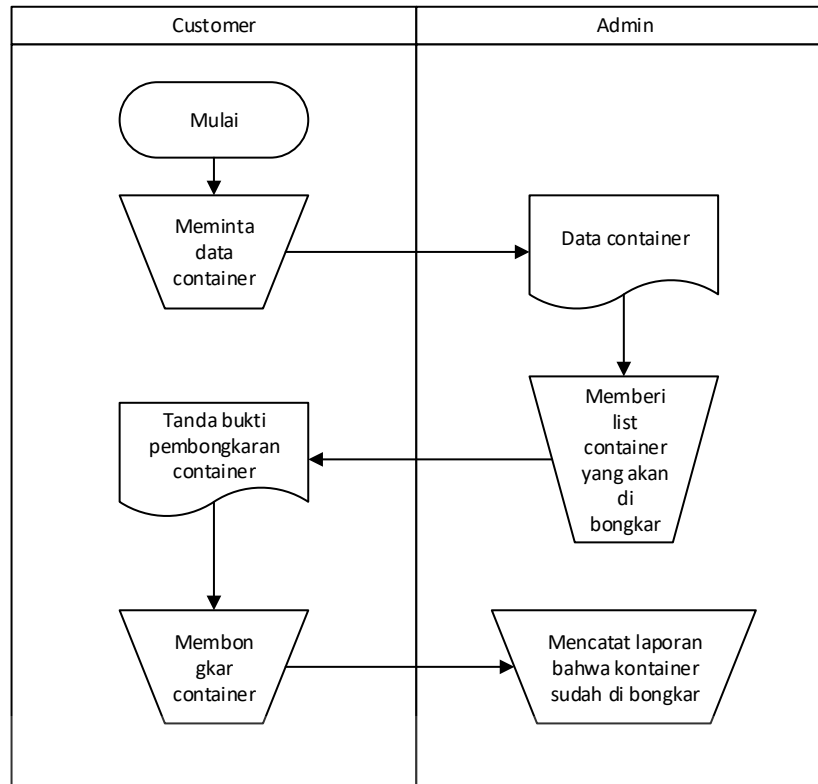 Customer
Admin
Mulai
Meminta
data
container
Data container
Memberi
list
container
yang akan
di
bongkar
Tanda bukti
pembongkaran
container
Membon
gkar
container
Mencatat laporan
bahwa kontainer
sudah di bongkar